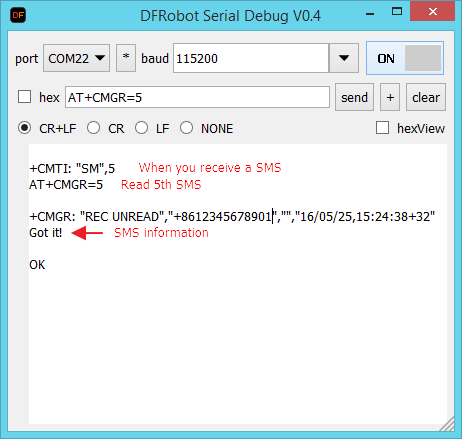 DF DFRobot Serial Debug V0.4
port COM22 * baud 115200 ON
hex AT+CMGR=5 send + clear
CR+LF CR LF NONE hexView
+CMTI: "SM",5 When you receive a SMS
AT+CMGR=5 Read 5th SMS
+CMGR: "REC UNREAD","+8612345678901","","16/05/25,15:24:38+32"
Got it! SMS information
OK